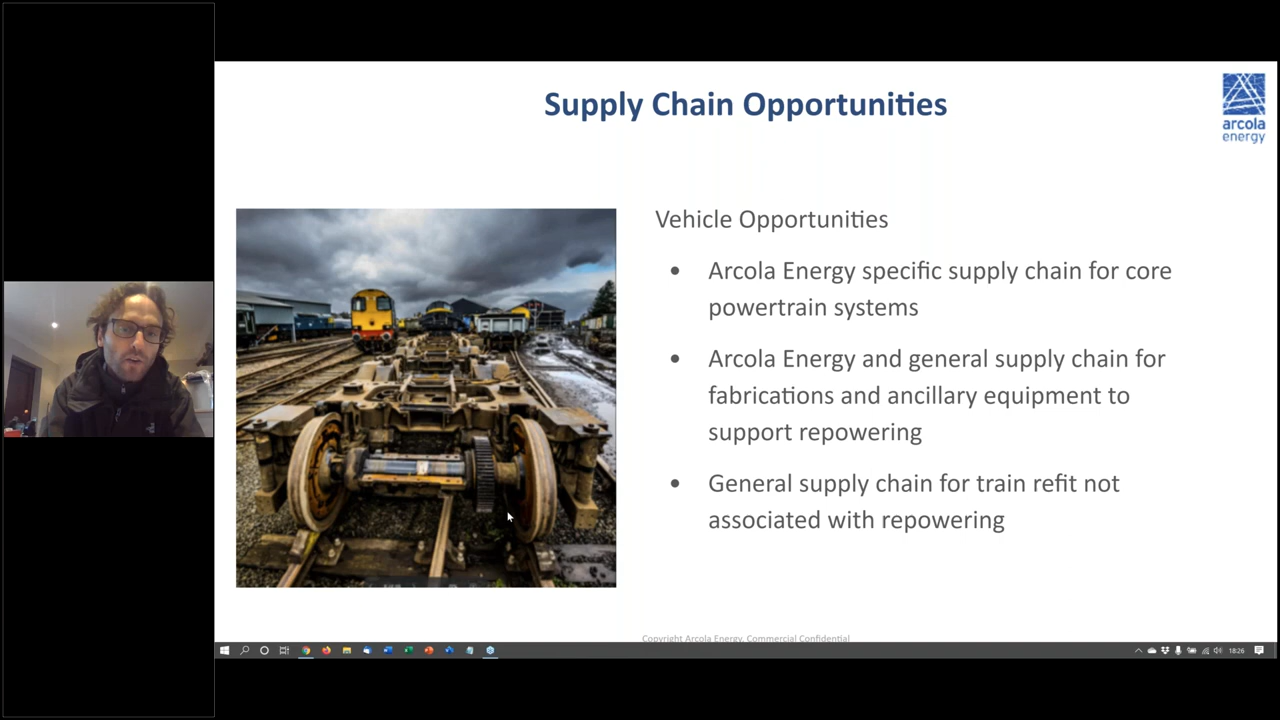 Supply Chain Opportunities
arcola
energy
Vehicle Opportunities
• Arcola Energy specific supply chain for core
powertrain systems
• Arcola Energy and general supply chain for
fabrications and ancillary equipment to
support repowering
• General supply chain for train refit not
associated with repowering
Copyright Arcola Energy, Commercial Confidential
18:26